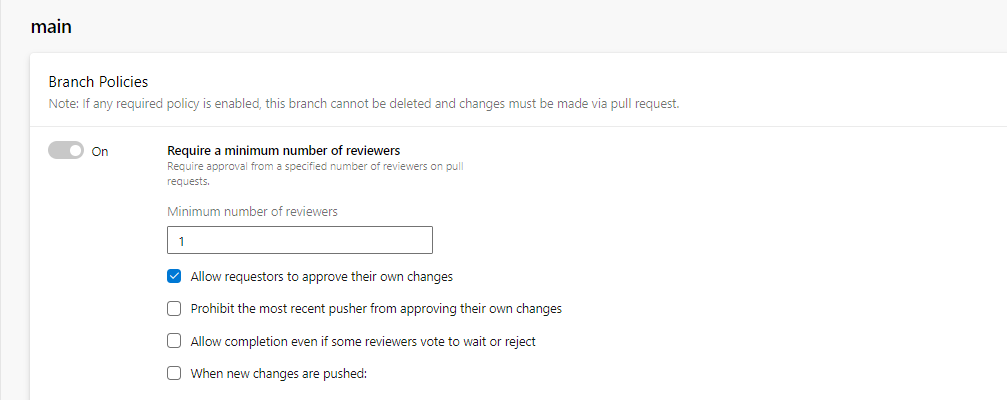 main
Branch Policies
Note: If any required policy is enabled, this branch cannot be deleted and changes must be made via pull request.
On
Require a minimum number of reviewers
Require approval from a specified number of reviewers on pull
requests.
Minimum number of reviewers
1
Allow requestors to approve their own changes
Prohibit the most recent pusher from approving their own changes
Allow completion even if some reviewers vote to wait or reject
When new changes are pushed: